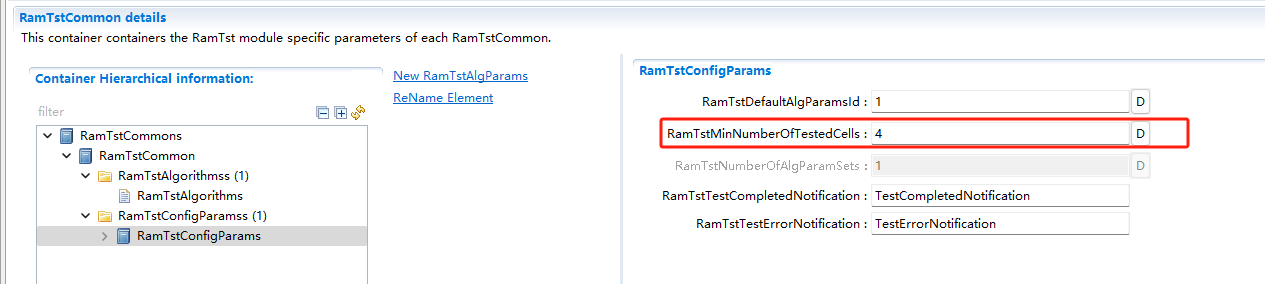 RamTstCommon details
This container containers the RamTst module specific parameters of each RamTstCommon.
Container Hierarchical information:
filter
RamTstCommons
RamTstCommon
RamTstAlgorithmss (1)
RamTstAlgorithms
RamTstConfigParamss (1)
RamTstConfigParams
New RamTstAlgParams
ReName Element
RamTstConfigParams
RamTstDefaultAlgParamsId : 1 D
RamTstMinNumberOfTestedCells : 4 D
RamTstNumberOfAlgParamSets : 1 D
RamTstTestCompletedNotification : TestCompletedNotification
RamTstTestErrorNotification : TestErrorNotification